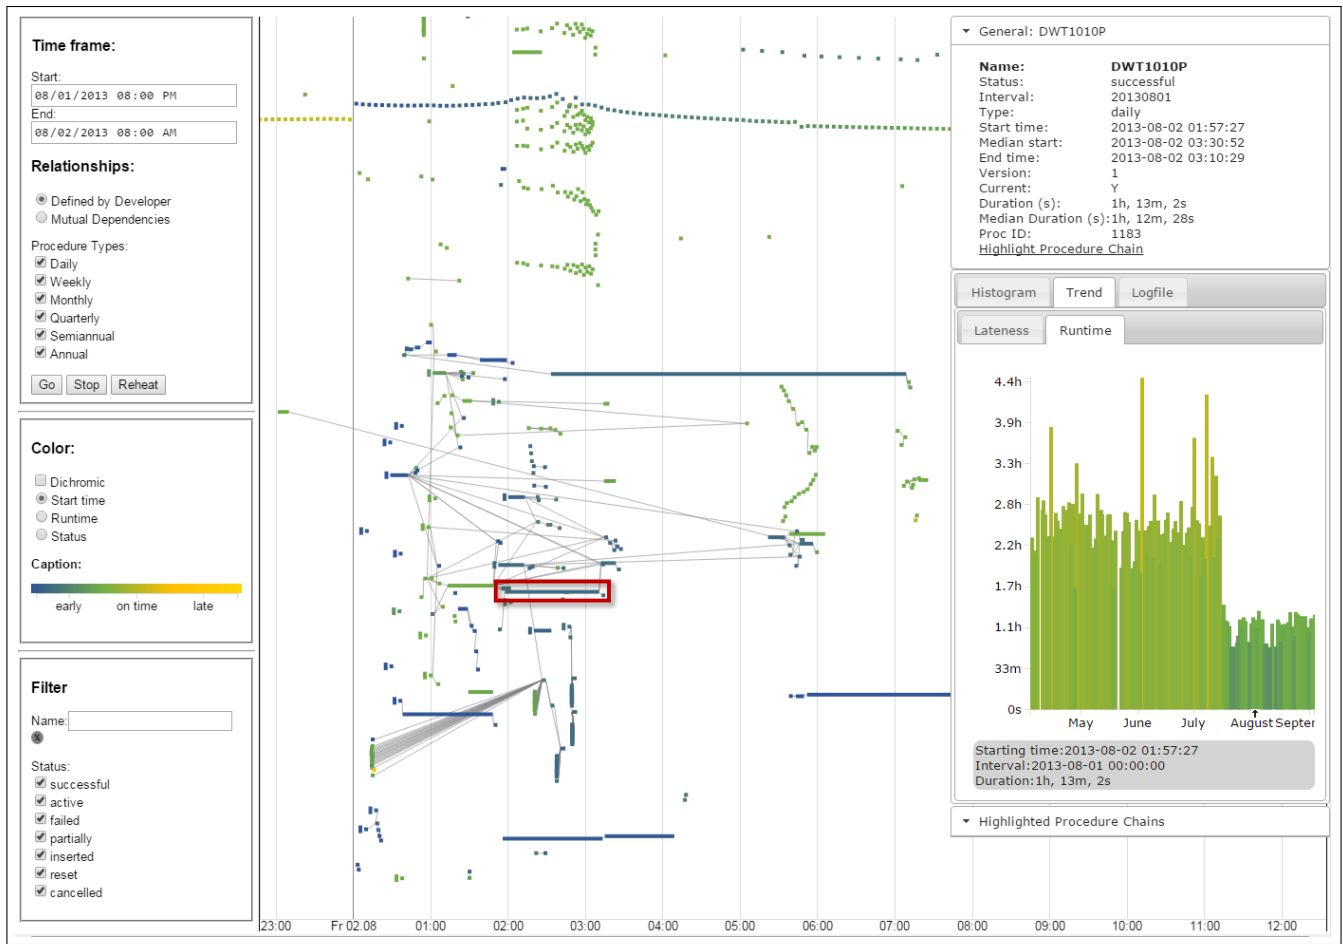 Time frame:
Start:
08/01/2013 08:00 PM
End:
08/02/2013 08:00 AM
Relationships:
Defined by Developer
Mutual Dependencies
Procedure Types:
Daily
Weekly
Monthly
Quarterly
Semiannual
Annual
Go Stop Reheat
Color:
Dichromic
Start time
Runtime
Status
Caption:
early on time late
Filter
Name:
x
Status:
successful
active
failed
partially
inserted
reset
cancelled
23:00 Fr 02.08 01:00 02:00 03:00 04:00 05:00 06:00 07:00 08:00 09:00 10:00 11:00 12:00
General: DWT1010P
Name: DWT1010P
Status: successful
Interval: 20130801
Type: daily
Start time: 2013-08-02 01:57:27
Median start: 2013-08-02 03:30:52
End time: 2013-08-02 03:10:29
Version: 1
Current: Y
Duration (s): 1h, 13m, 2s
Median Duration (s):1h, 12m, 28s
Proc ID: 1183
Highlight Procedure Chain
Histogram Trend Logfile
Lateness Runtime
4.4h
3.9h
3.3h
2.8h
2.2h
1.7h
1.1h
33m
0s
May June July August Septer
Starting time:2013-08-02 01:57:27
Interval:2013-08-01 00:00:00
Duration:1h, 13m, 2s
Highlighted Procedure Chains